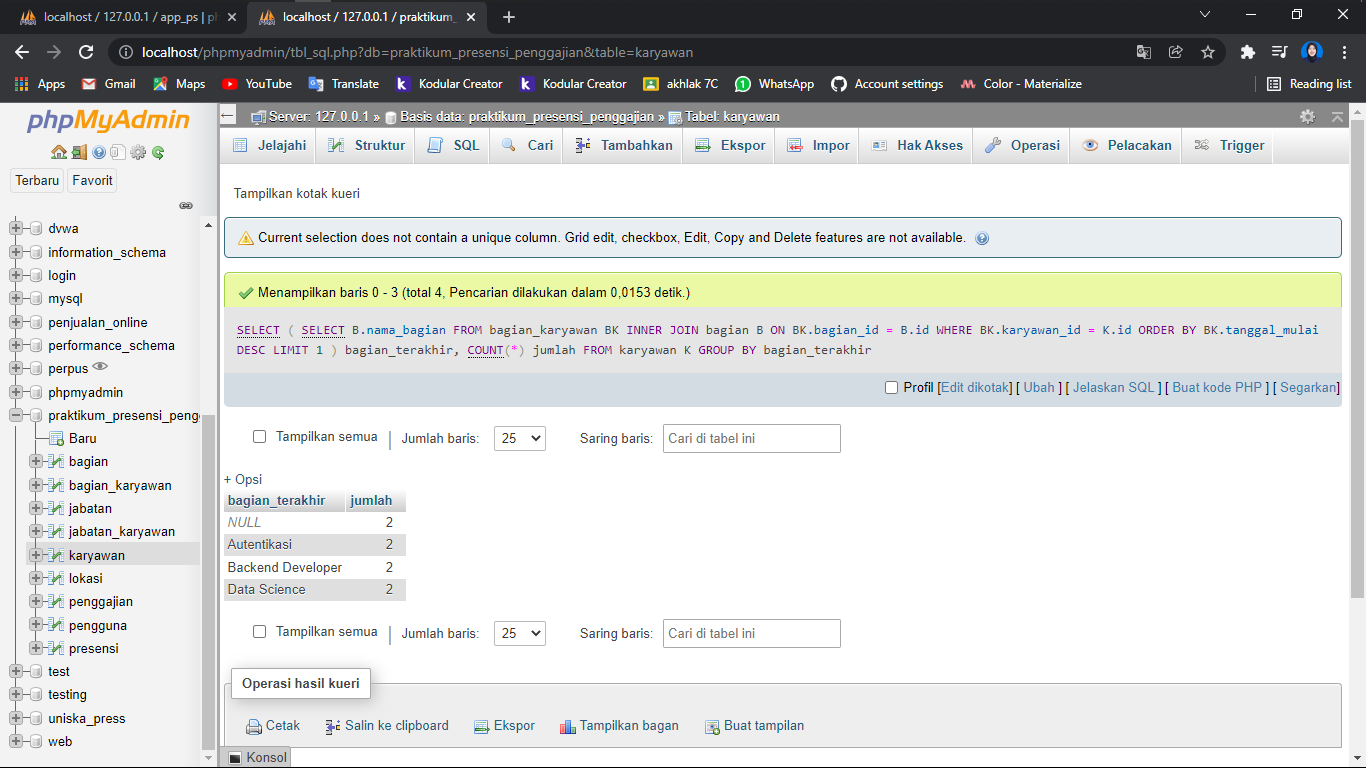 localhost / 127.0.0.1 / app_ps | ph
localhost / 127.0.0.1 / praktikum_
localhost/phpmyadmin/tbl_sql.php?db=praktikum_presensi_penggajian&table=karyawan
Apps
Gmail
Maps
YouTube
Translate
Kodular Creator
Kodular Creator
akhlak 7C
WhatsApp
Account settings
Color - Materialize
Reading list
phpMyAdmin
Terbaru
Favorit
dvwa
information_schema
login
mysql
penjualan_online
performance_schema
perpus
phpmyadmin
praktikum_presensi_peng
Baru
bagian
bagian_karyawan
jabatan
jabatan_karyawan
karyawan
lokasi
penggajian
pengguna
presensi
test
testing
uniska_press
web
Server: 127.0.0.1 » Basis data: praktikum_presensi_penggajian » Tabel: karyawan
Jelajahi
Struktur
SQL
Cari
Tambahkan
Ekspor
Impor
Hak Akses
Operasi
Pelacakan
Trigger
Tampilkan kotak kueri
Current selection does not contain a unique column. Grid edit, checkbox, Edit, Copy and Delete features are not available.
Menampilkan baris 0 - 3 (total 4, Pencarian dilakukan dalam 0,0153 detik.)
SELECT ( SELECT B.nama_bagian FROM bagian_karyawan BK INNER JOIN bagian B ON BK.bagian_id = B.id WHERE BK.karyawan_id = K.id ORDER BY BK.tanggal_mulai
DESC LIMIT 1 ) bagian_terakhir, COUNT(*) jumlah FROM karyawan K GROUP BY bagian_terakhir
Profil [Edit dikotak] [ Ubah ] [ Jelaskan SQL ] [ Buat kode PHP ] [ Segarkan]
Tampilkan semua | Jumlah baris: 25 Saring baris: Cari di tabel ini
+ Opsi
bagian_terakhir jumlah
NULL 2
Autentikasi 2
Backend Developer 2
Data Science 2
Tampilkan semua | Jumlah baris: 25 Saring baris: Cari di tabel ini
Operasi hasil kueri
Cetak
Salin ke clipboard
Ekspor
Tampilkan bagan
Buat tampilan
Konsol